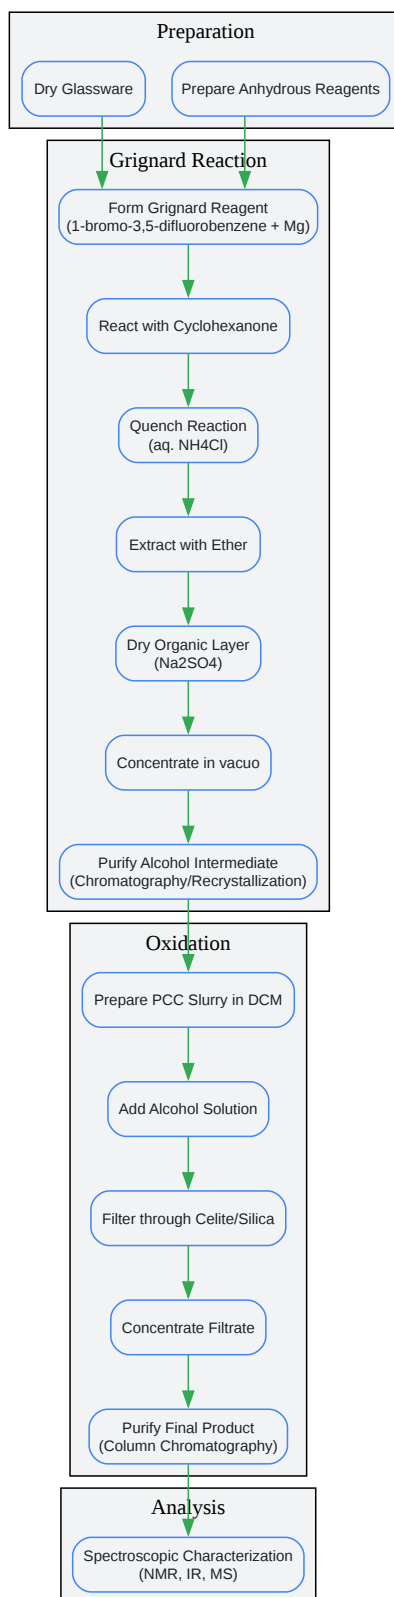 Preparation
Dry Glassware
Prepare Anhydrous Reagents
Grignard Reaction
Form Grignard Reagent
(1-bromo-3,5-difluorobenzene + Mg)
React with Cyclohexanone
Quench Reaction
(aq. NH4Cl)
Extract with Ether
Dry Organic Layer
(Na2SO4)
Concentrate in vacuo
Purify Alcohol Intermediate
(Chromatography/Recrystallization)
Oxidation
Prepare PCC Slurry in DCM
Add Alcohol Solution
Filter through Celite/Silica
Concentrate Filtrate
Purify Final Product
(Column Chromatography)
Analysis
Spectroscopic Characterization
(NMR, IR, MS)